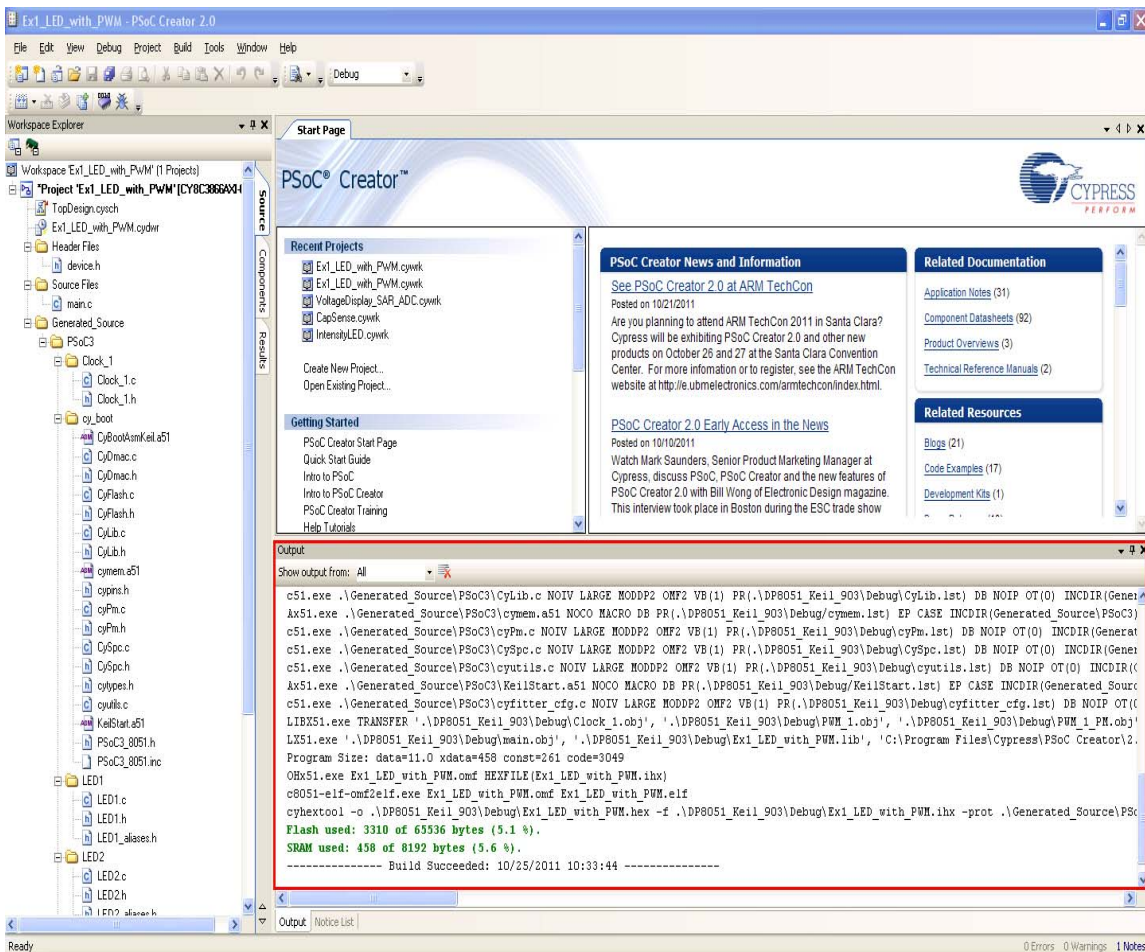 Ex1_LED_with_PWM - PSoC Creator 2.0
File Edit View Debug Project Build Tools Window Help
Debug
Workspace Explorer
Workspace 'Ex1_LED_with_PWM' (1 Projects)
*Project 'Ex1_LED_with_PWM' [CY8C3866AXI-
TopDesign.cysch
Ex1_LED_with_PWM.cydwr
Header Files
device.h
Source Files
main.c
Generated_Source
PSoC3
Clock_1
Clock_1.c
Clock_1.h
cy_boot
CyBootAsmKeil.a51
CyDmac.c
CyDmac.h
CyFlash.c
CyFlash.h
CyLib.c
CyLib.h
cymem.a51
cypins.h
cyPm.c
cyPm.h
CySpc.c
CySpc.h
cytypes.h
cyutils.c
KeilStart.a51
PSoC3_8051.h
PSoC3_8051.inc
LED1
LED1.c
LED1.h
LED1_aliases.h
LED2
LED2.c
LED2.h
LED2_aliases.h
Source
Components
Results
Start Page
PSoC® Creator™
CYPRESS
PERFORM
Recent Projects
Ex1_LED_with_PWM.cywrk
Ex1_LED_with_PWM.cywrk
VoltageDisplay_SAR_ADC.cywrk
CapSense.cywrk
IntensityLED.cywrk
Create New Project...
Open Existing Project...
Getting Started
PSoC Creator Start Page
Quick Start Guide
Intro to PSoC
Intro to PSoC Creator
PSoC Creator Training
Help Tutorials
PSoC Creator News and Information
See PSoC Creator 2.0 at ARM TechCon
Posted on 10/21/2011
Are you planning to attend ARM TechCon 2011 in Santa Clara?
Cypress will be exhibiting PSoC Creator 2.0 and other new
products on October 26 and 27 at the Santa Clara Convention
Center. For more infomation or to register, see the ARM TechCon
website at http://e.ubmelectronics.com/armtechcon/index.html.
PSoC Creator 2.0 Early Access in the News
Posted on 10/10/2011
Watch Mark Saunders, Senior Product Marketing Manager at
Cypress, discuss PSoC, PSoC Creator and the new features of
PSoC Creator 2.0 with Bill Wong of Electronic Design magazine.
This interview took place in Boston during the ESC trade show
Related Documentation
Application Notes (31)
Component Datasheets (92)
Product Overviews (3)
Technical Reference Manuals (2)
Related Resources
Blogs (21)
Code Examples (17)
Development Kits (1)
Output
Show output from: All
c51.exe .\Generated_Source\PSoC3\CyLib.c NOIV LARGE MODDP2 OMF2 VB(1) PR(.\DP8051_Keil_903\Debug\CyLib.lst) DB NOIP OT(0) INCDIR(Gener
Ax51.exe .\Generated_Source\PSoC3\cymem.a51 NOCO MACRO DB PR(.\DP8051_Keil_903\Debug/cymem.lst) EP CASE INCDIR(Generated_Source\PSoC3)
c51.exe .\Generated_Source\PSoC3\cyPm.c NOIV LARGE MODDP2 OMF2 VB(1) PR(.\DP8051_Keil_903\Debug\cyPm.lst) DB NOIP OT(0) INCDIR(Generat
c51.exe .\Generated_Source\PSoC3\CySpc.c NOIV LARGE MODDP2 OMF2 VB(1) PR(.\DP8051_Keil_903\Debug\CySpc.lst) DB NOIP OT(0) INCDIR(Gener
c51.exe .\Generated_Source\PSoC3\cyutils.c NOIV LARGE MODDP2 OMF2 VB(1) PR(.\DP8051_Keil_903\Debug\cyutils.lst) DB NOIP OT(0) INCDIR(G
Ax51.exe .\Generated_Source\PSoC3\KeilStart.a51 NOCO MACRO DB PR(.\DP8051_Keil_903\Debug/KeilStart.lst) EP CASE INCDIR(Generated_Sourc
c51.exe .\Generated_Source\PSoC3\cyfitter_cfg.c NOIV LARGE MODDP2 OMF2 VB(1) PR(.\DP8051_Keil_903\Debug\cyfitter_cfg.lst) DB NOIP OT(0
LIBX51.exe TRANSFER '.\DP8051_Keil_903\Debug\Clock_1.obj', '.\DP8051_Keil_903\Debug\PWM_1.obj', '.\DP8051_Keil_903\Debug\PWM_1_PM.obj'
LX51.exe '.\DP8051_Keil_903\Debug\main.obj', '.\DP8051_Keil_903\Debug\Ex1_LED_with_PWM.lib', 'C:\Program Files\Cypress\PSoC Creator\2.
Program Size: data=11.0 xdata=458 const=261 code=3049
OHx51.exe Ex1_LED_with_PWM.omf HEXFILE(Ex1_LED_with_PWM.ihx)
c8051-elf-omf2elf.exe Ex1_LED_with_PWM.omf Ex1_LED_with_PWM.elf
cyhextool -o .\DP8051_Keil_903\Debug\Ex1_LED_with_PWM.hex -f .\DP8051_Keil_903\Debug\Ex1_LED_with_PWM.ihx -prot .\Generated_Source\PSo
Flash used: 3310 of 65536 bytes (5.1 %).
SRAM used: 458 of 8192 bytes (5.6 %).
--------------- Build Succeeded: 10/25/2011 10:33:44 ---------------
Output Notice List
Ready
0 Errors 0 Warnings 1 Notes